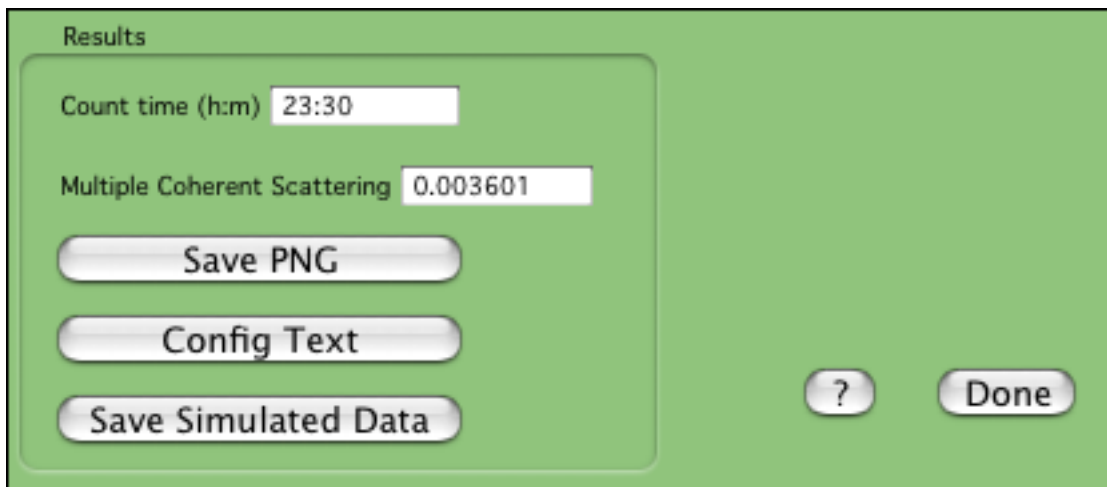 Results
Count time (h:m) 23:30
Multiple Coherent Scattering 0.003601
Save PNG
Config Text
Save Simulated Data
? Done